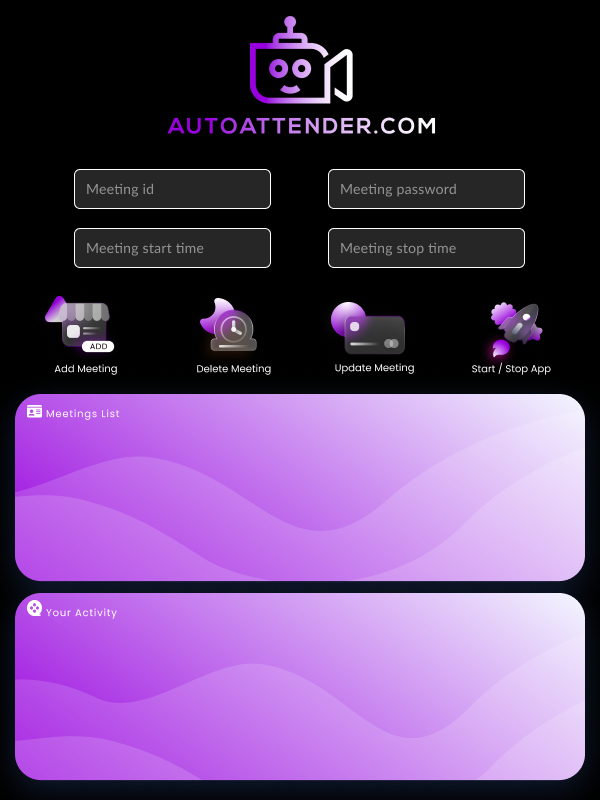 AUTOATTENDER.COM
Meeting id
Meeting password
Meeting start time
Meeting stop time
ADD
Add Meeting
Delete Meeting
Update Meeting
Start / Stop App
Meetings List
Your Activity